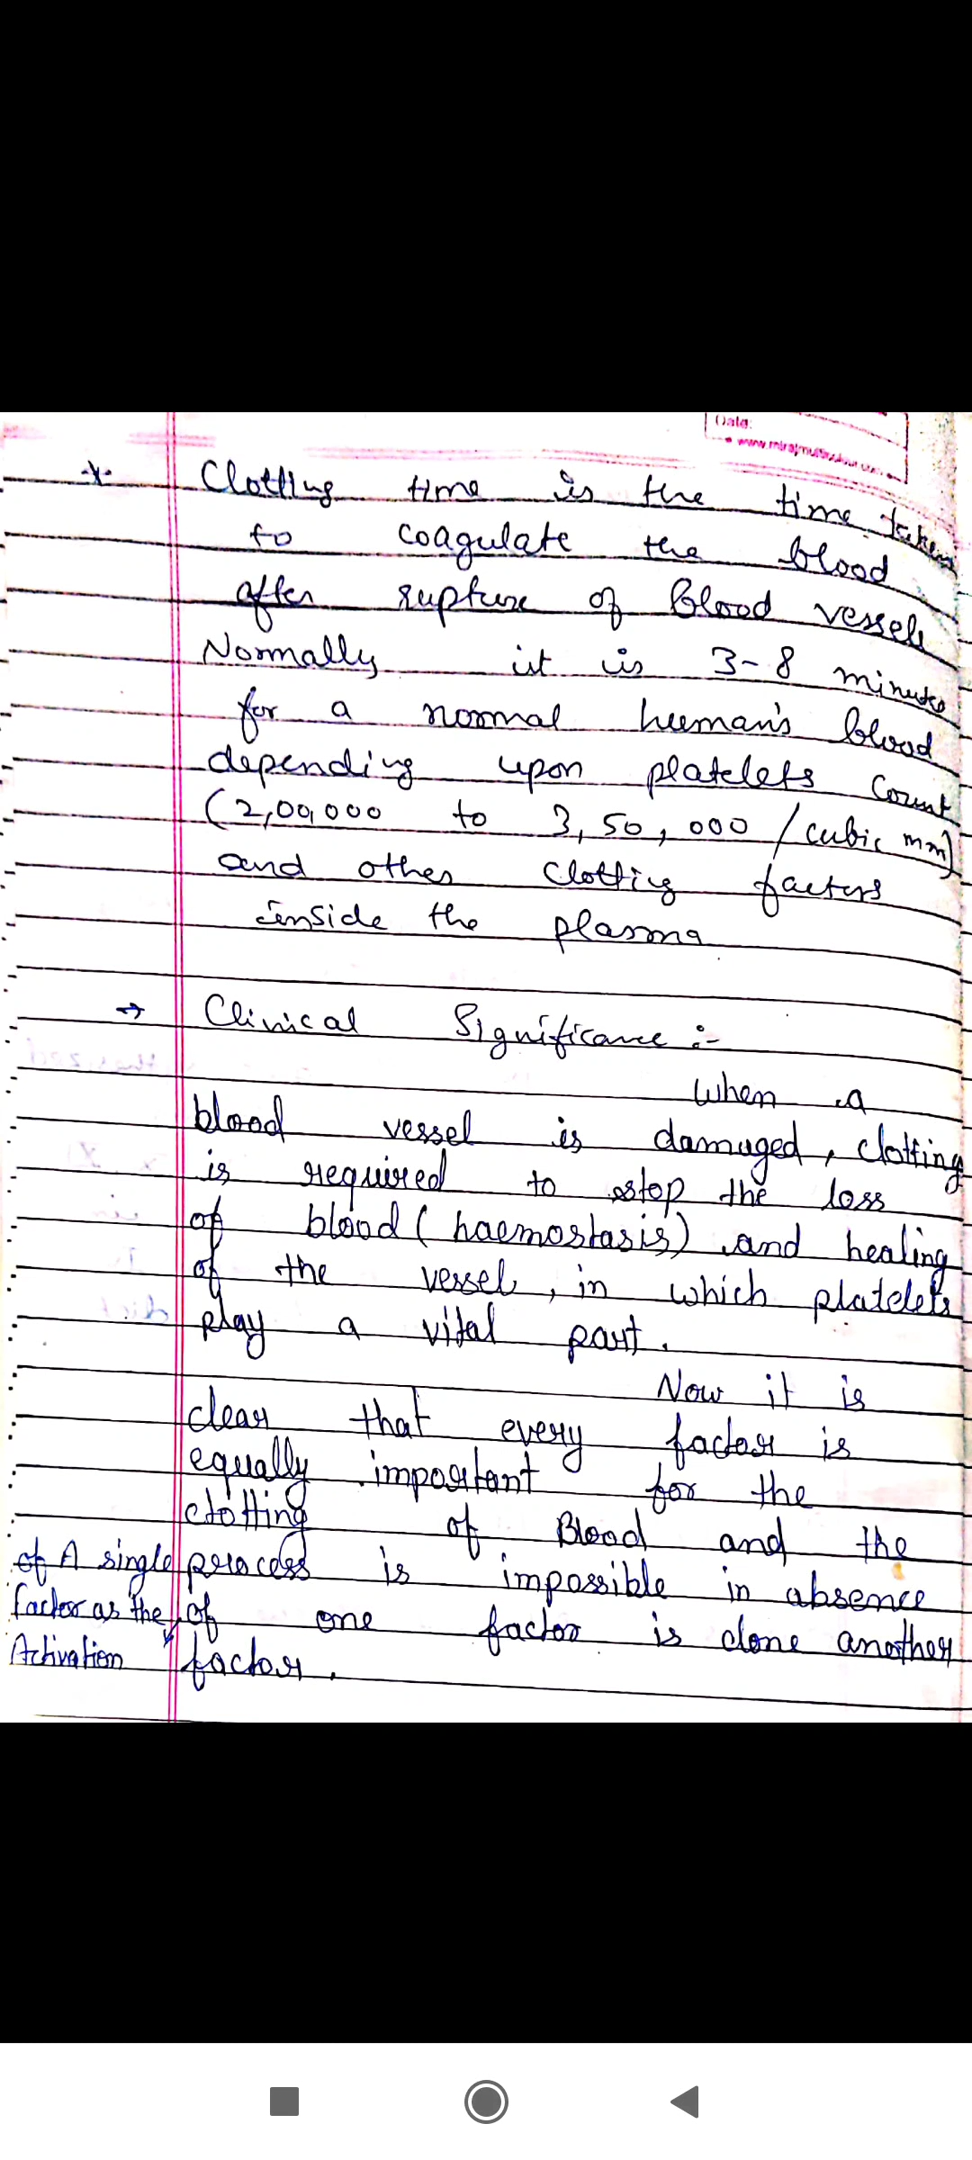 Date:
www.mirajmultycolour.com
* Clotting time is the time taken
to coagulate the blood
after rupture of Blood vessels
Normally it is 3-8 minutes
for a normal human's blood
depending upon platelets count
(2,00,000 to 3,50,000 /cubic mm)
and other clotting factors
inside the plasma
→ Clinical Significance :-
When a
blood vessel is damaged, clotting
is required to stop the loss
of blood (haemostasis) and healing
of the vessel, in which platelets
play a vital part.
Now it is
clear that every factor is
equally important for the
clotting of Blood and the
process is impossible in absence
of A single
factor as the
Activation
of one factor is done another
factor.